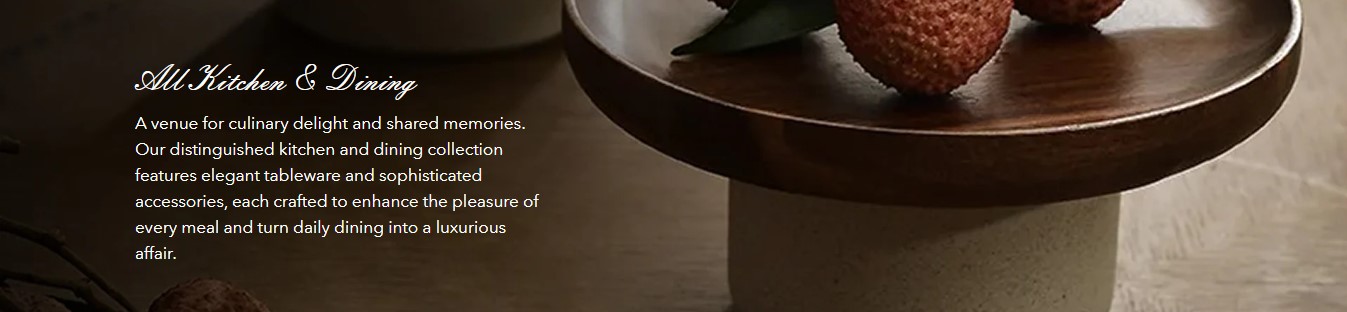 All Kitchen & Dining
A venue for culinary delight and shared memories.
Our distinguished kitchen and dining collection
features elegant tableware and sophisticated
accessories, each crafted to enhance the pleasure of
every meal and turn daily dining into a luxurious
affair.